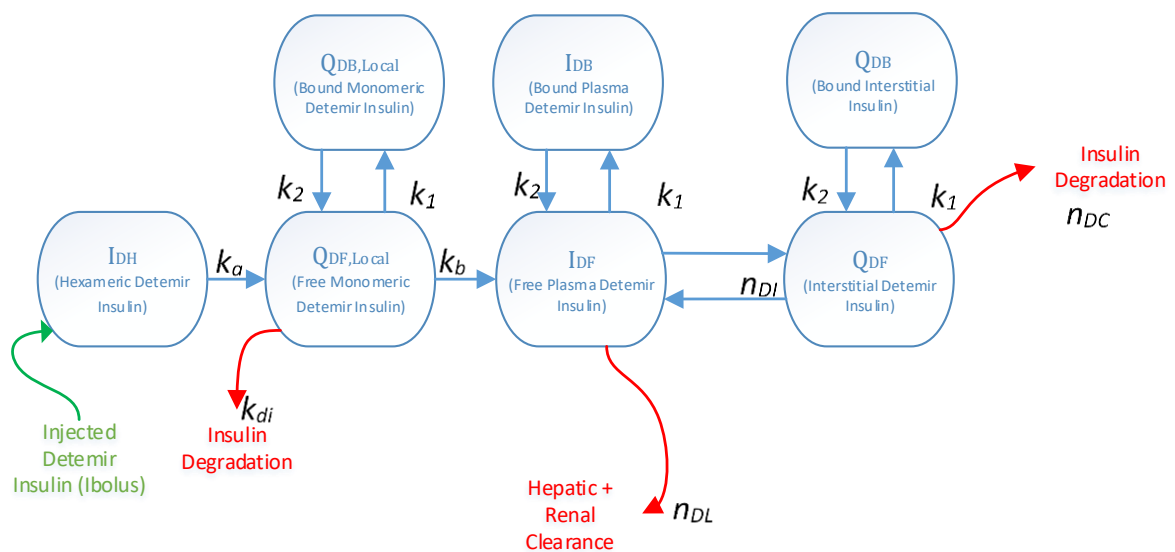 QDB,Local
(Bound Monomeric
Detemir Insulin)
IDB
(Bound Plasma
Detemir Insulin)
QDB
(Bound Interstitial
Insulin)
k2
k1
k2
k1
k2
k1
Insulin
Degradation
nDC
IDH
(Hexameric Detemir
Insulin)
ka
QDF,Local
(Free Monomeric
Detemir Insulin)
kb
IDF
(Free Plasma Detemir
Insulin)
nDI
QDF
(Interstitial Detemir
Insulin)
Injected
Detemir
Insulin (Ibolus)
kdi
Insulin
Degradation
Hepatic +
Renal
Clearance
nDL